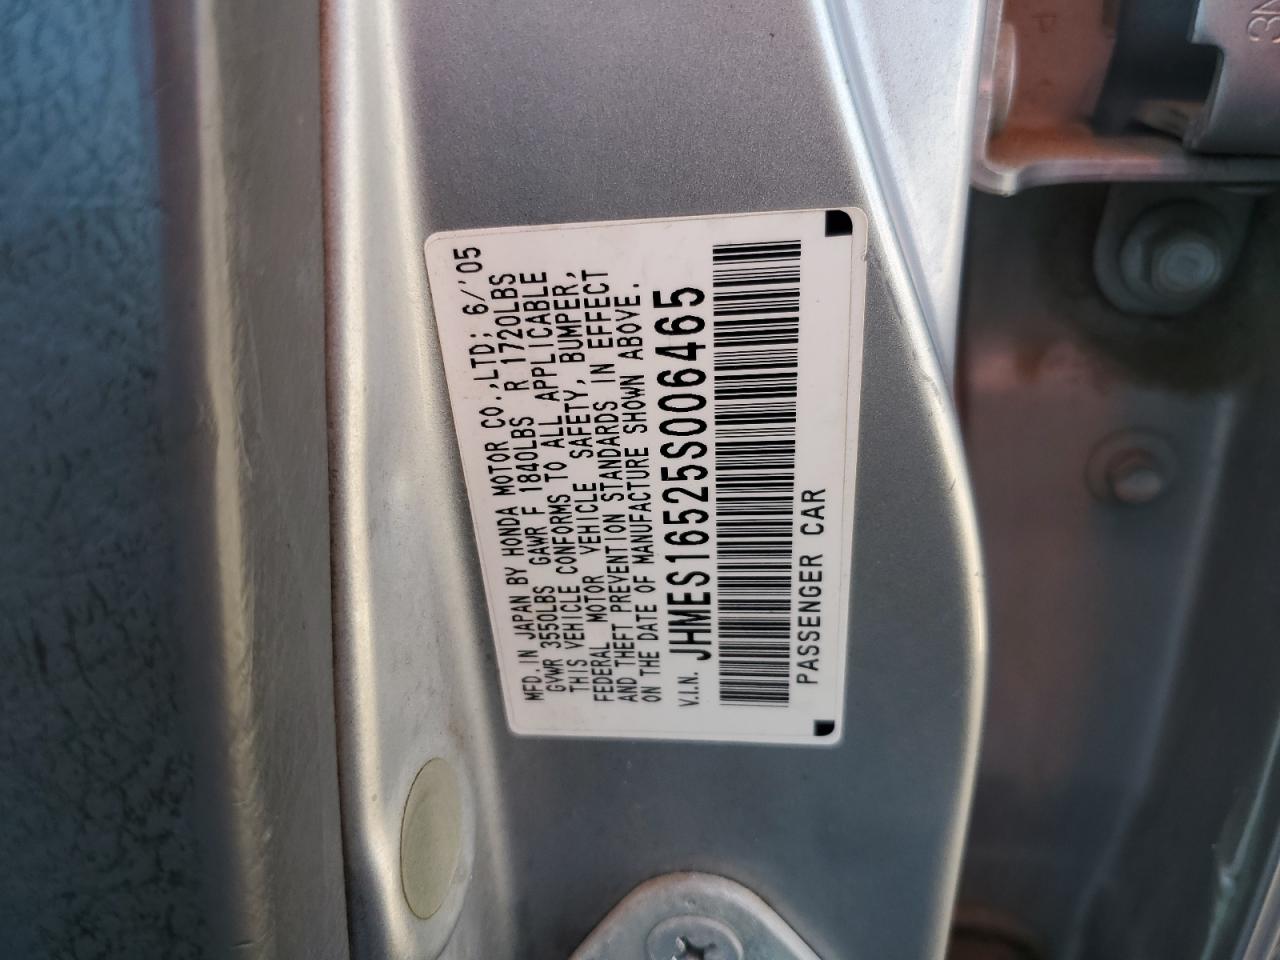 MFD. IN JAPAN BY HONDA MOTOR CO.,LTD; 6/'05
GVWR 3550LBS GAWR F 1840LBS R 1720LBS
THIS VEHICLE CONFORMS TO ALL APPLICABLE
FEDERAL MOTOR VEHICLE SAFETY, BUMPER,
AND THEFT PREVENTION STANDARDS IN EFFECT
ON THE DATE OF MANUFACTURE SHOWN ABOVE.
V.I.N. JHMES16525S006465
PASSENGER CAR